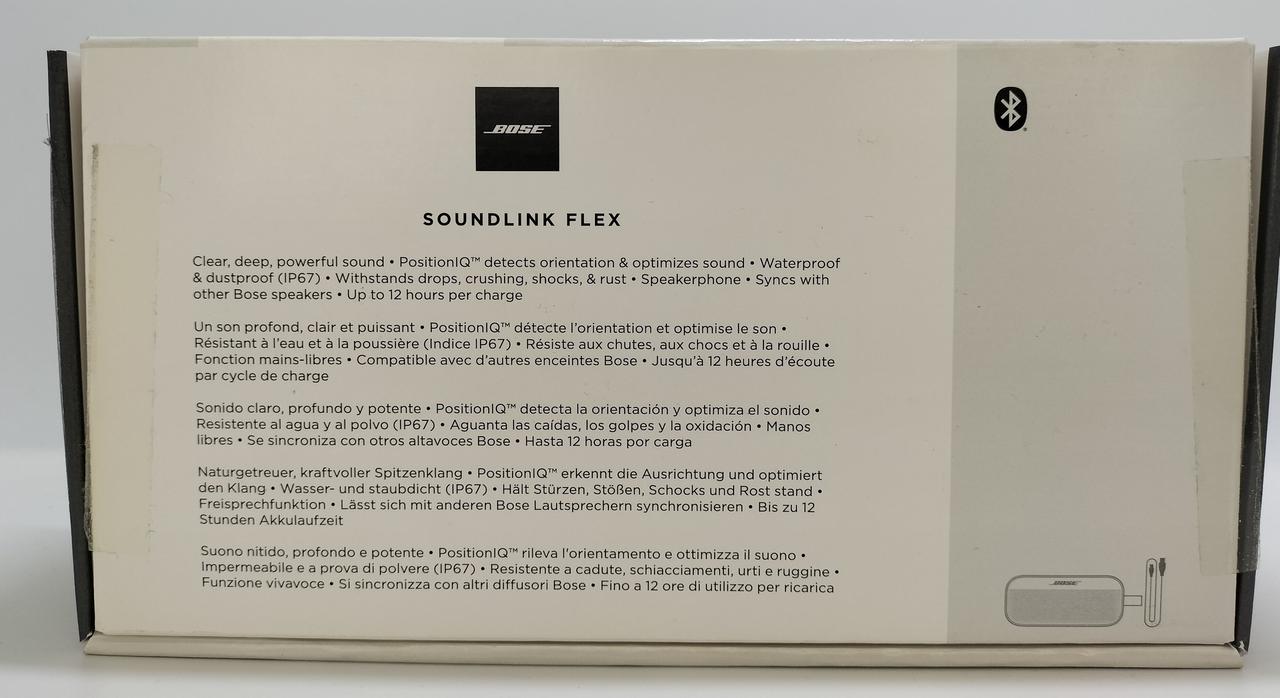 BOSE
SOUNDLINK FLEX
Clear, deep, powerful sound • PositionIQ™ detects orientation & optimizes sound • Waterproof
& dustproof (IP67) • Withstands drops, crushing, shocks, & rust • Speakerphone • Syncs with
other Bose speakers • Up to 12 hours per charge
Un son profond, clair et puissant • PositionIQ™ détecte l'orientation et optimise le son •
Résistant à l'eau et à la poussière (Indice IP67) • Résiste aux chutes, aux chocs et à la rouille •
Fonction mains-libres • Compatible avec d'autres enceintes Bose • Jusqu'à 12 heures d'écoute
par cycle de charge
Sonido claro, profundo y potente • PositionIQ™ detecta la orientación y optimiza el sonido •
Resistente al agua y al polvo (IP67) • Aguanta las caídas, los golpes y la oxidación • Manos
libres • Se sincroniza con otros altavoces Bose • Hasta 12 horas por carga
Naturgetreuer, kraftvoller Spitzenklang • PositionIQ™ erkennt die Ausrichtung und optimiert
den Klang • Wasser- und staubdicht (IP67) • Hält Stürzen, Stößen, Schocks und Rost stand •
Freisprechfunktion • Lässt sich mit anderen Bose Lautsprechern synchronisieren • Bis zu 12
Stunden Akkulaufzeit
Suono nitido, profondo e potente • PositionIQ™ rileva l'orientamento e ottimizza il suono •
Impermeabile e a prova di polvere (IP67) • Resistente a cadute, schiacciamenti, urti e ruggine •
Funzione vivavoce • Si sincronizza con altri diffusori Bose • Fino a 12 ore di utilizzo per ricarica
BOSE